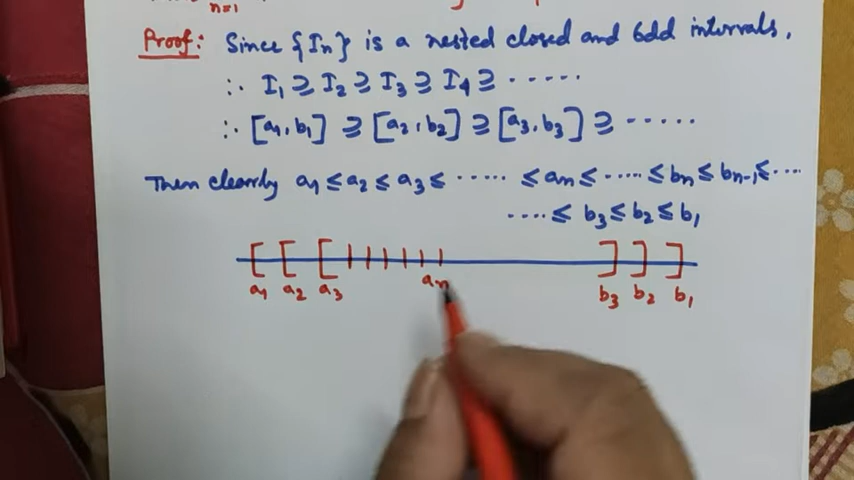 n=1
Proof: Since {In} is a nested closed and bdd intervals.
∴ I₁ ⊇ I₂ ⊇ I₃ ⊇ I₄ ⊇ ······
∴ [a₁, b₁] ⊇ [a₂, b₂] ⊇ [a₃, b₃] ⊇ ······
Then clearly a₁ ≤ a₂ ≤ a₃ ≤ ······ ≤ an ≤ ······ ≤ bn ≤ bn-1 ≤ ····
···· ≤ b₃ ≤ b₂ ≤ b₁
[ [ [ ] ] ]
a₁ a₂ a₃ an b₃ b₂ b₁